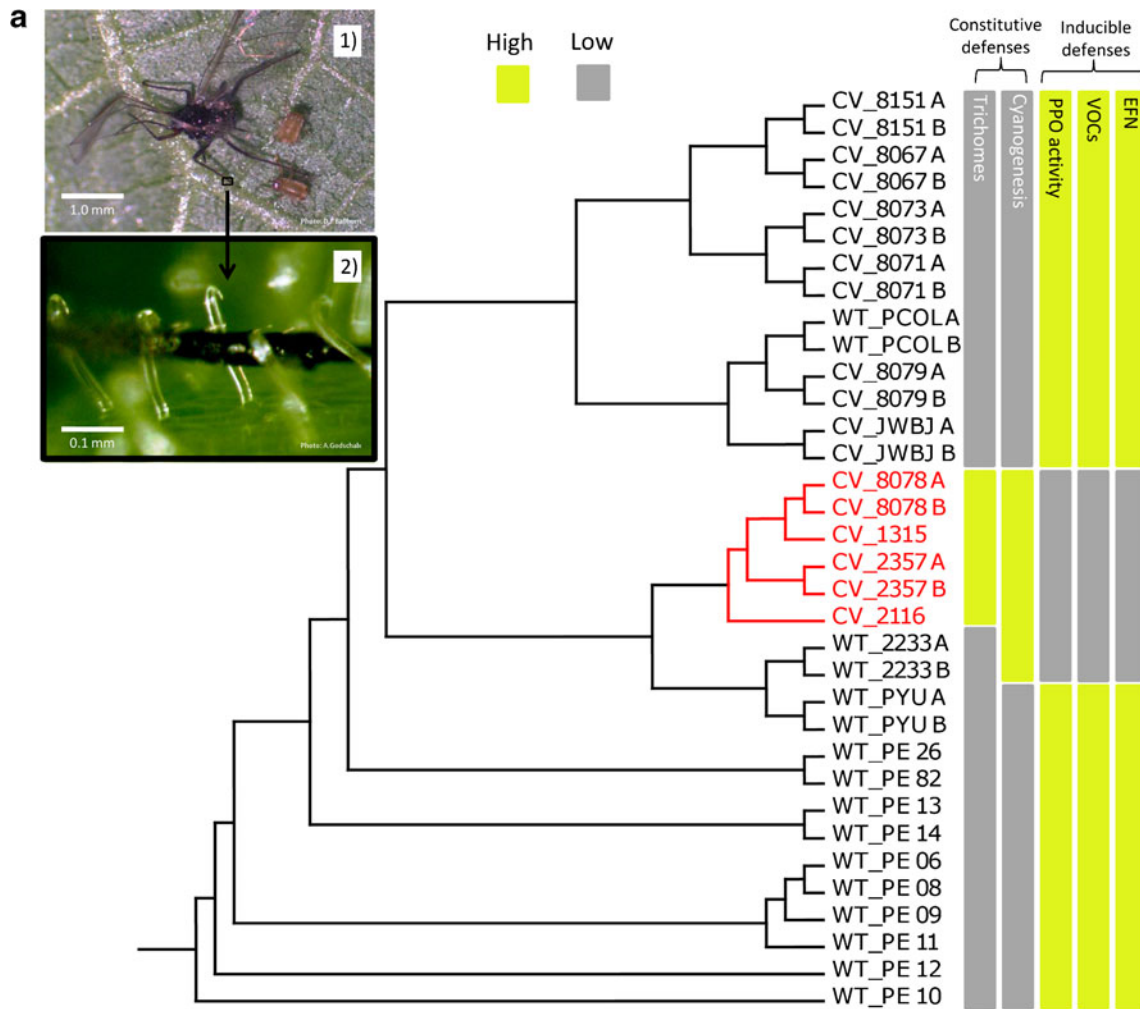 a
1)
1.0 mm
2)
0.1 mm
Photo: A.Godschalk
High
Low
Constitutive
defenses
Inducible
defenses
Trichomes
Cyanogenesis
PPO activity
VOCs
EFN
CV_8151 A
CV_8151 B
CV_8067 A
CV_8067 B
CV_8073 A
CV_8073 B
CV_8071 A
CV_8071 B
WT_PCOL A
WT_PCOL B
CV_8079 A
CV_8079 B
CV_JWBJ A
CV_JWBJ B
CV_8078 A
CV_8078 B
CV_1315
CV_2357 A
CV_2357 B
CV_2116
WT_2233 A
WT_2233 B
WT_PYU A
WT_PYU B
WT_PE 26
WT_PE 82
WT_PE 13
WT_PE 14
WT_PE 06
WT_PE 08
WT_PE 09
WT_PE 11
WT_PE 12
WT_PE 10